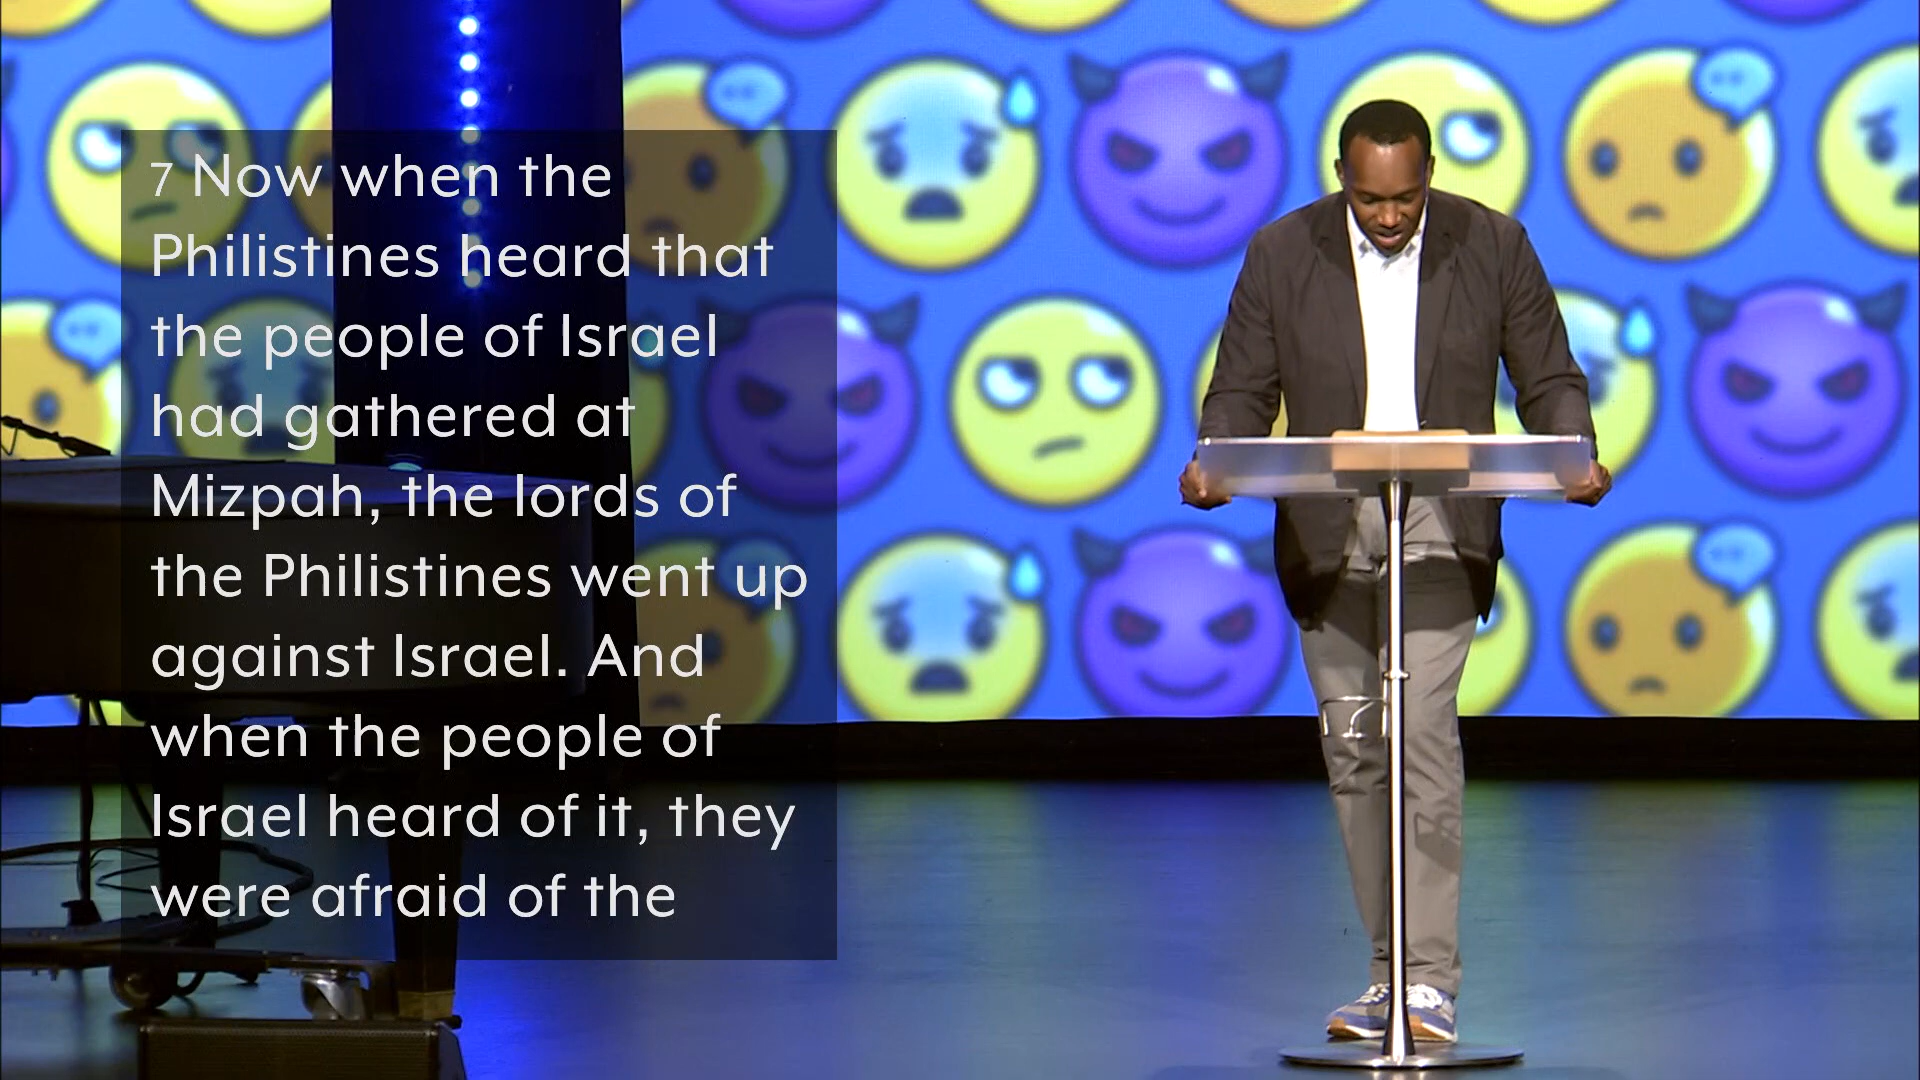 7 Now when the
Philistines heard that
the people of Israel
had gathered at
Mizpah, the lords of
the Philistines went up
against Israel. And
when the people of
Israel heard of it, they
were afraid of the